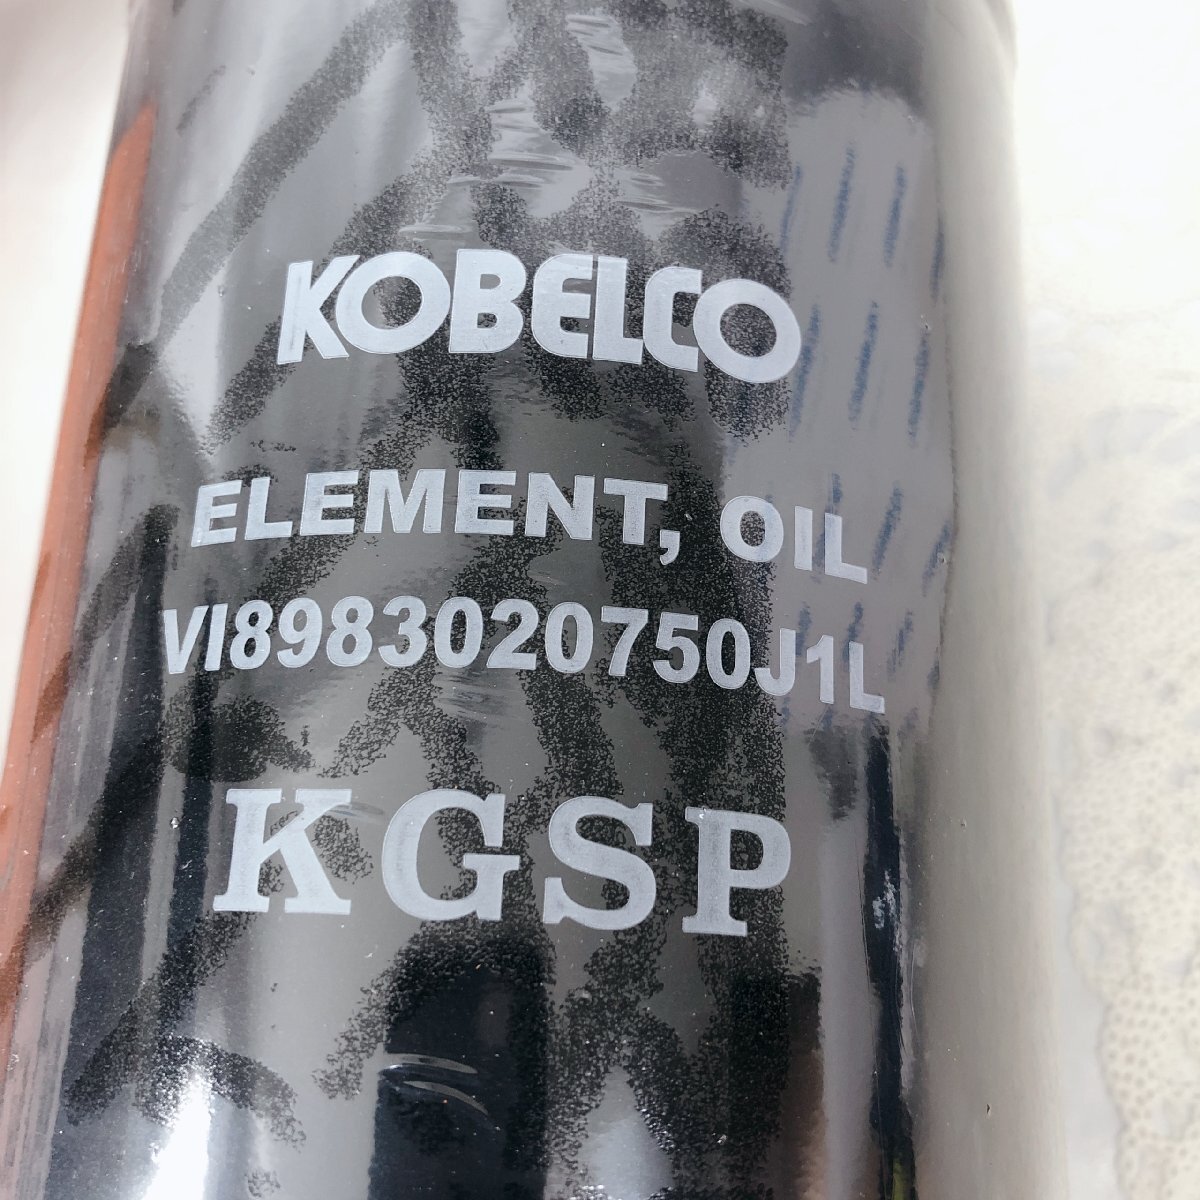 KOBELCO
ELEMENT, OIL
VI8983020750J1L
KGSP